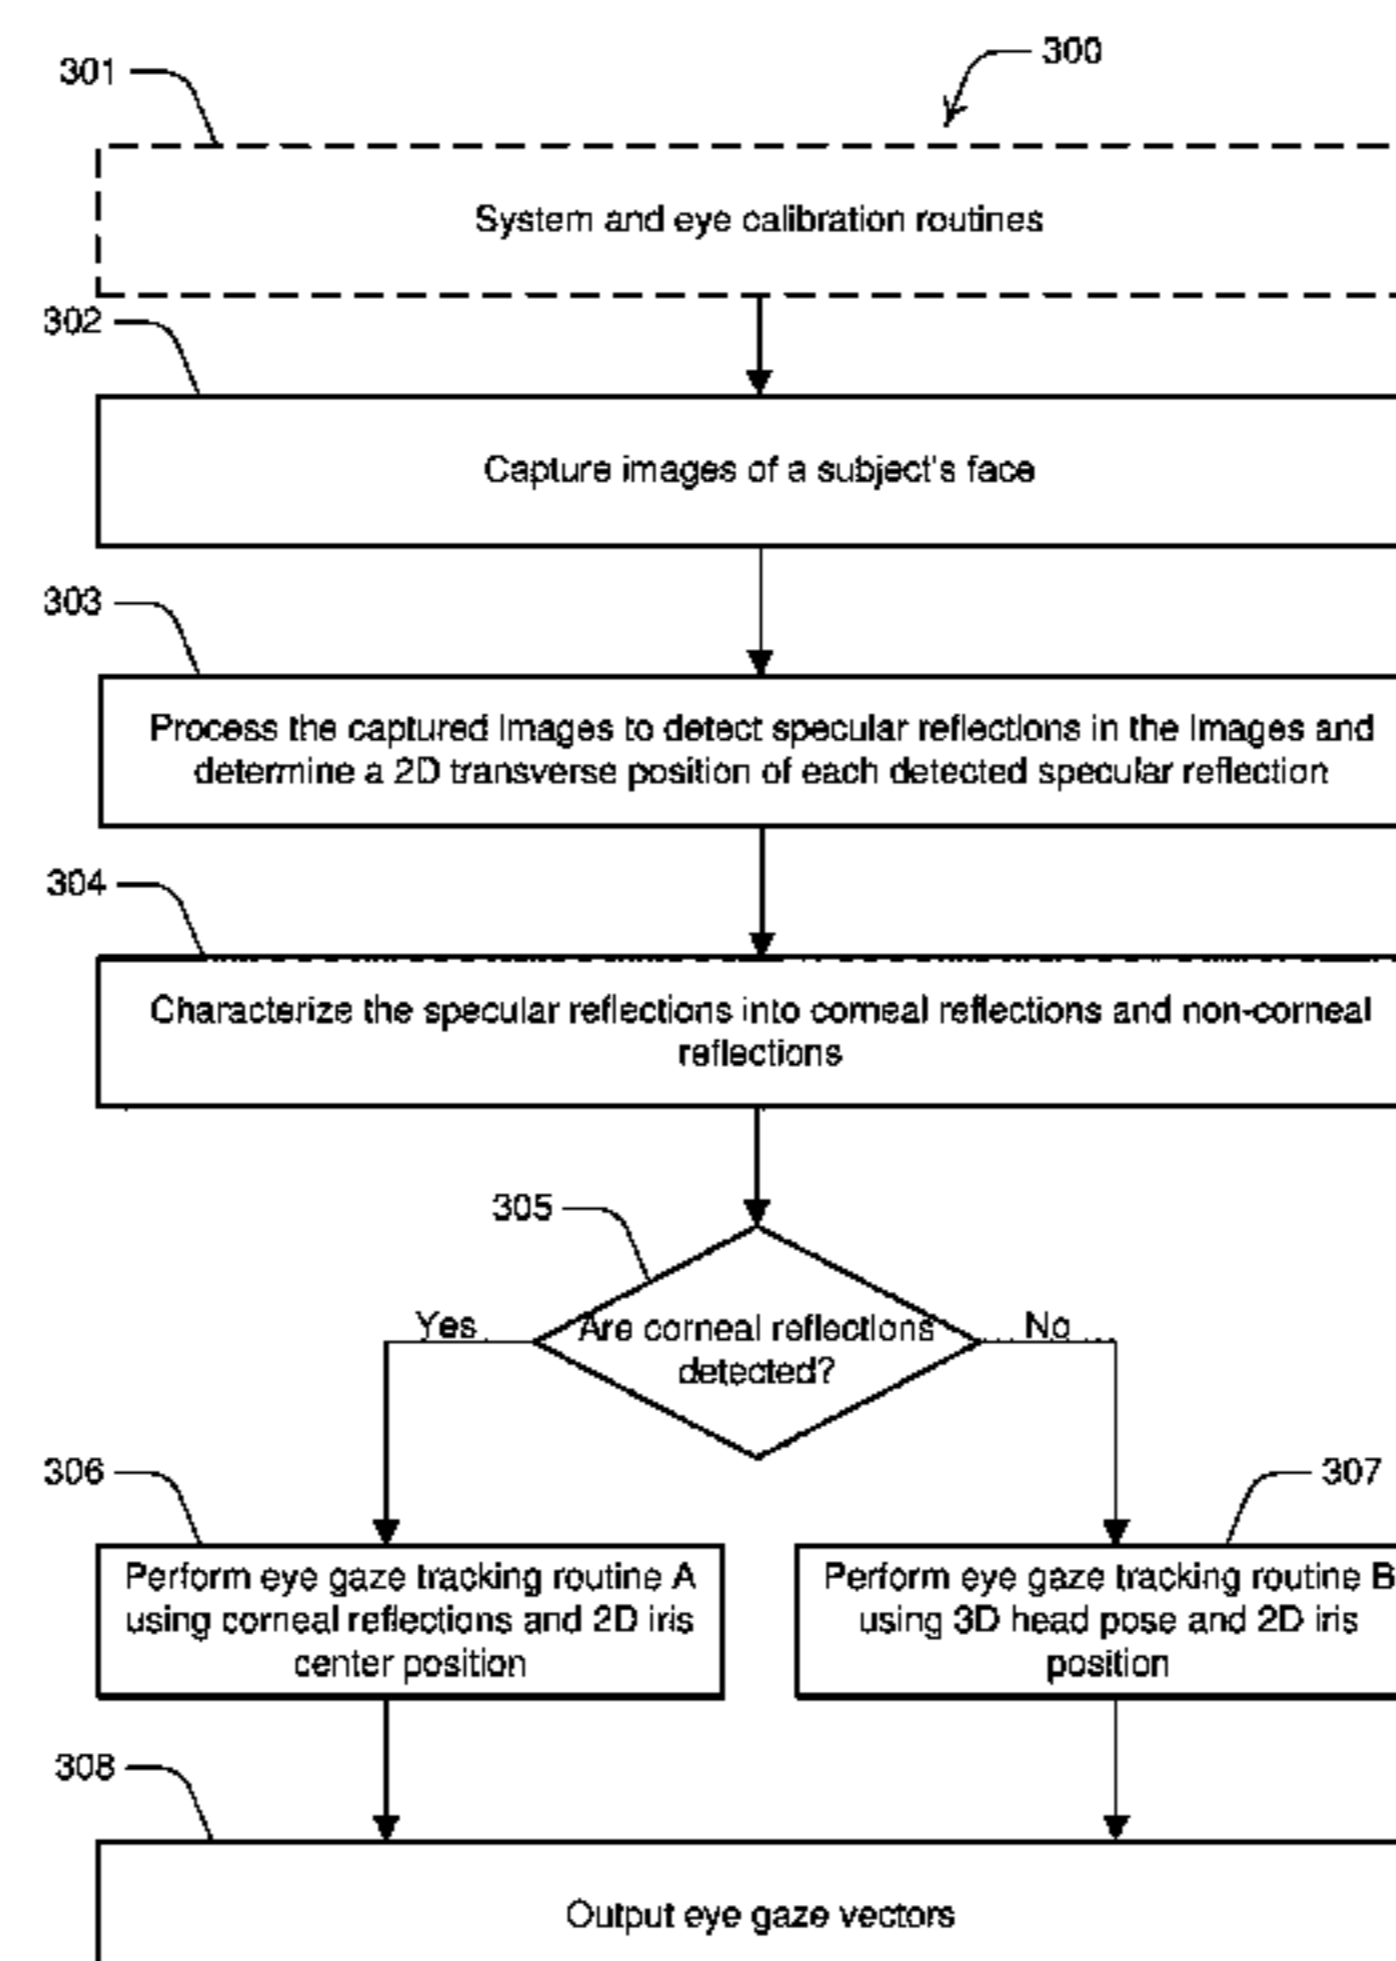 300
301
System and eye calibration routines
302
Capture images of a subject's face
303
Process the captured images to detect specular reflections in the images and
determine a 2D transverse position of each detected specular reflection
304
Characterize the specular reflections into corneal reflections and non-corneal
reflections
305
Yes
Are corneal reflections
detected?
No
306
307
Perform eye gaze tracking routine A
using corneal reflections and 2D iris
center position
Perform eye gaze tracking routine B
using 3D head pose and 2D iris
position
308
Output eye gaze vectors